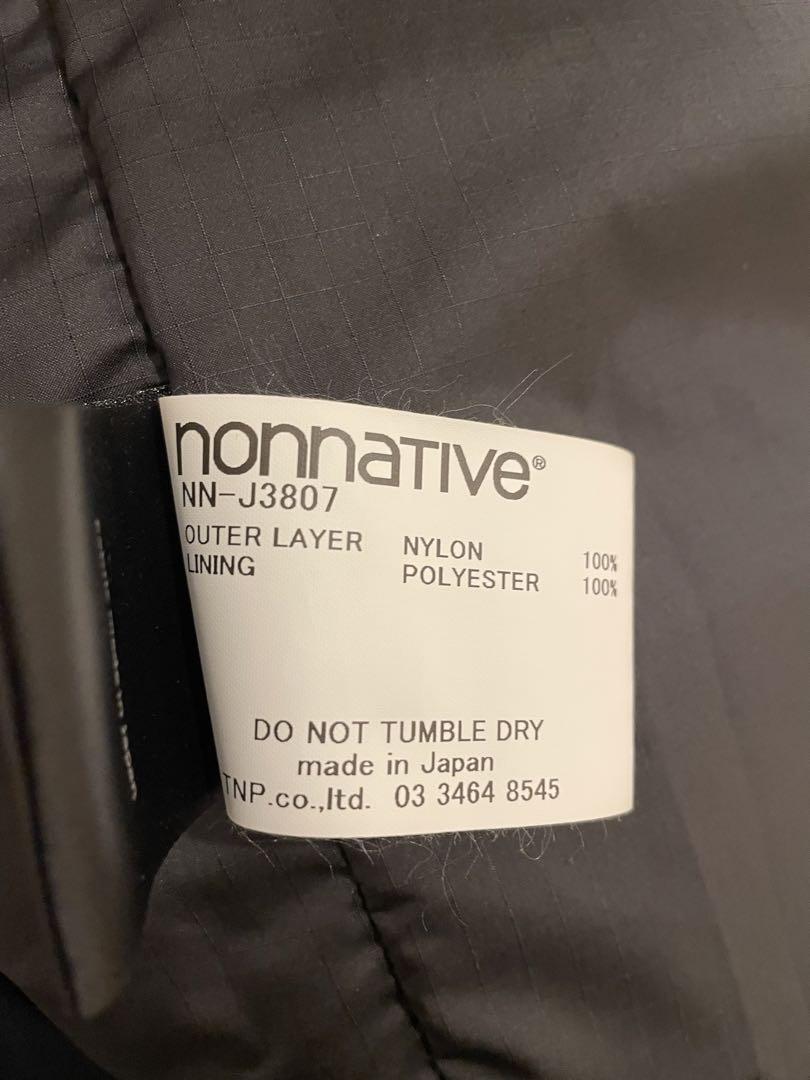 nonnative®
NN-J3807
OUTER LAYER NYLON 100%
LINING POLYESTER 100%
DO NOT TUMBLE DRY
made in Japan
TNP.co.,ltd. 03 3464 8545